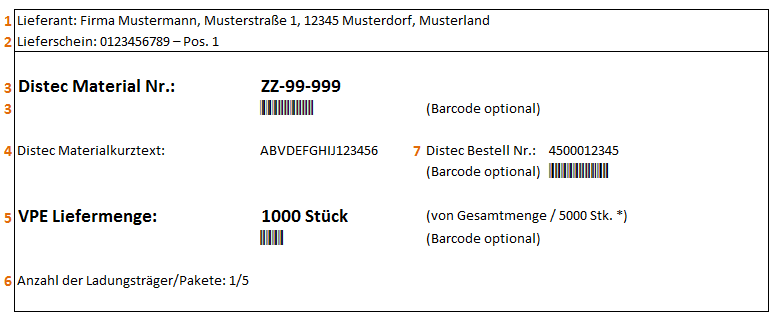 1 Lieferant: Firma Mustermann, Musterstraße 1, 12345 Musterdorf, Musterland
2 Lieferschein: 0123456789 – Pos. 1
3 Distec Material Nr.: ZZ-99-999
3 (Barcode optional)
4 Distec Materialkurztext: ABVDEFGHIJ123456 7 Distec Bestell Nr.: 4500012345
(Barcode optional)
5 VPE Liefermenge: 1000 Stück (von Gesamtmenge / 5000 Stk. *)
(Barcode optional)
6 Anzahl der Ladungsträger/Pakete: 1/5